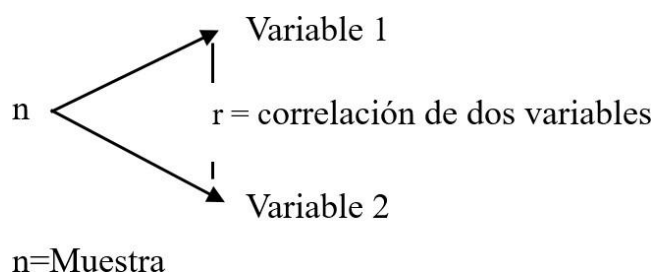 Variable 1
n
r = correlación de dos variables
Variable 2
n=Muestra